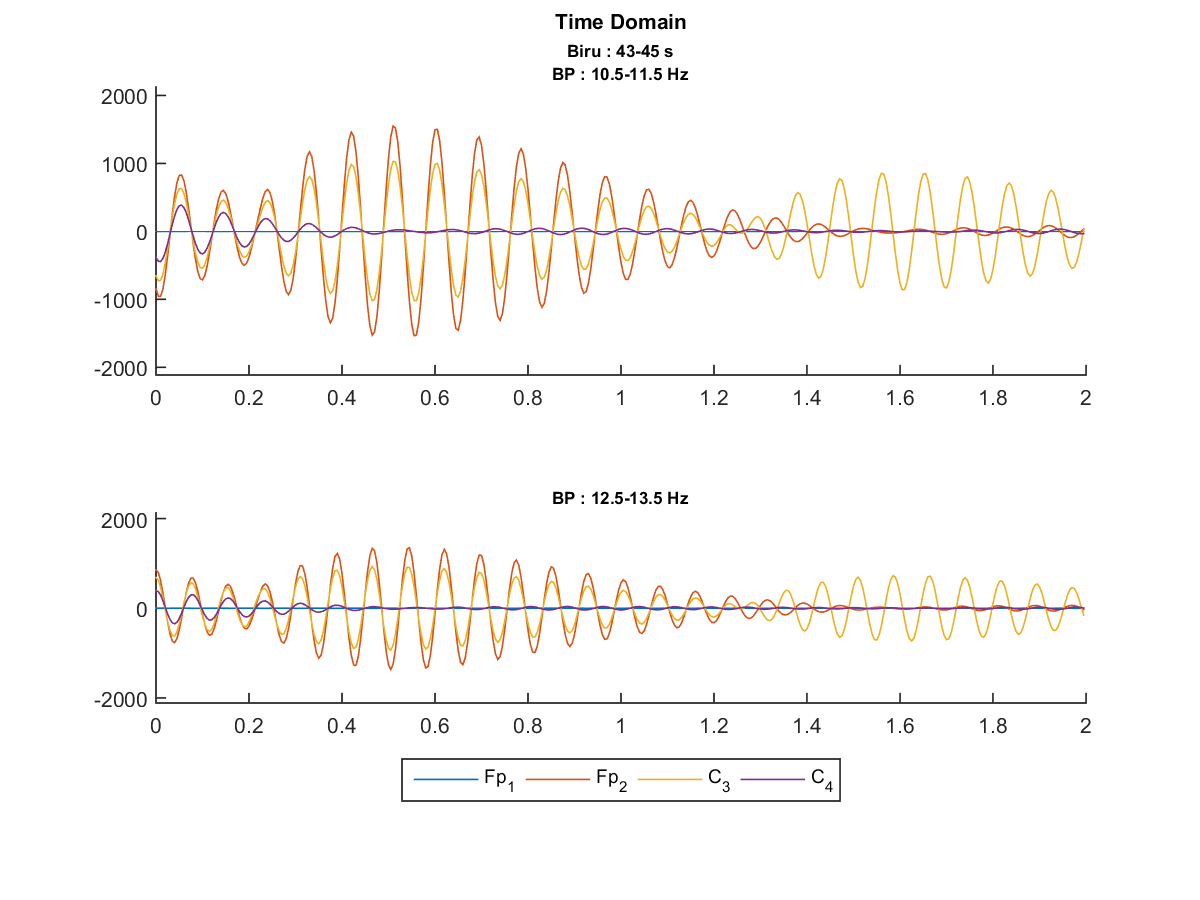 Time Domain
Biru : 43-45 s
BP : 10.5-11.5 Hz
2000
1000
0
-1000
-2000
0 0.2 0.4 0.6 0.8 1 1.2 1.4 1.6 1.8 2
BP : 12.5-13.5 Hz
2000
0
-2000
0 0.2 0.4 0.6 0.8 1 1.2 1.4 1.6 1.8 2
Fp1 Fp2 C3 C4